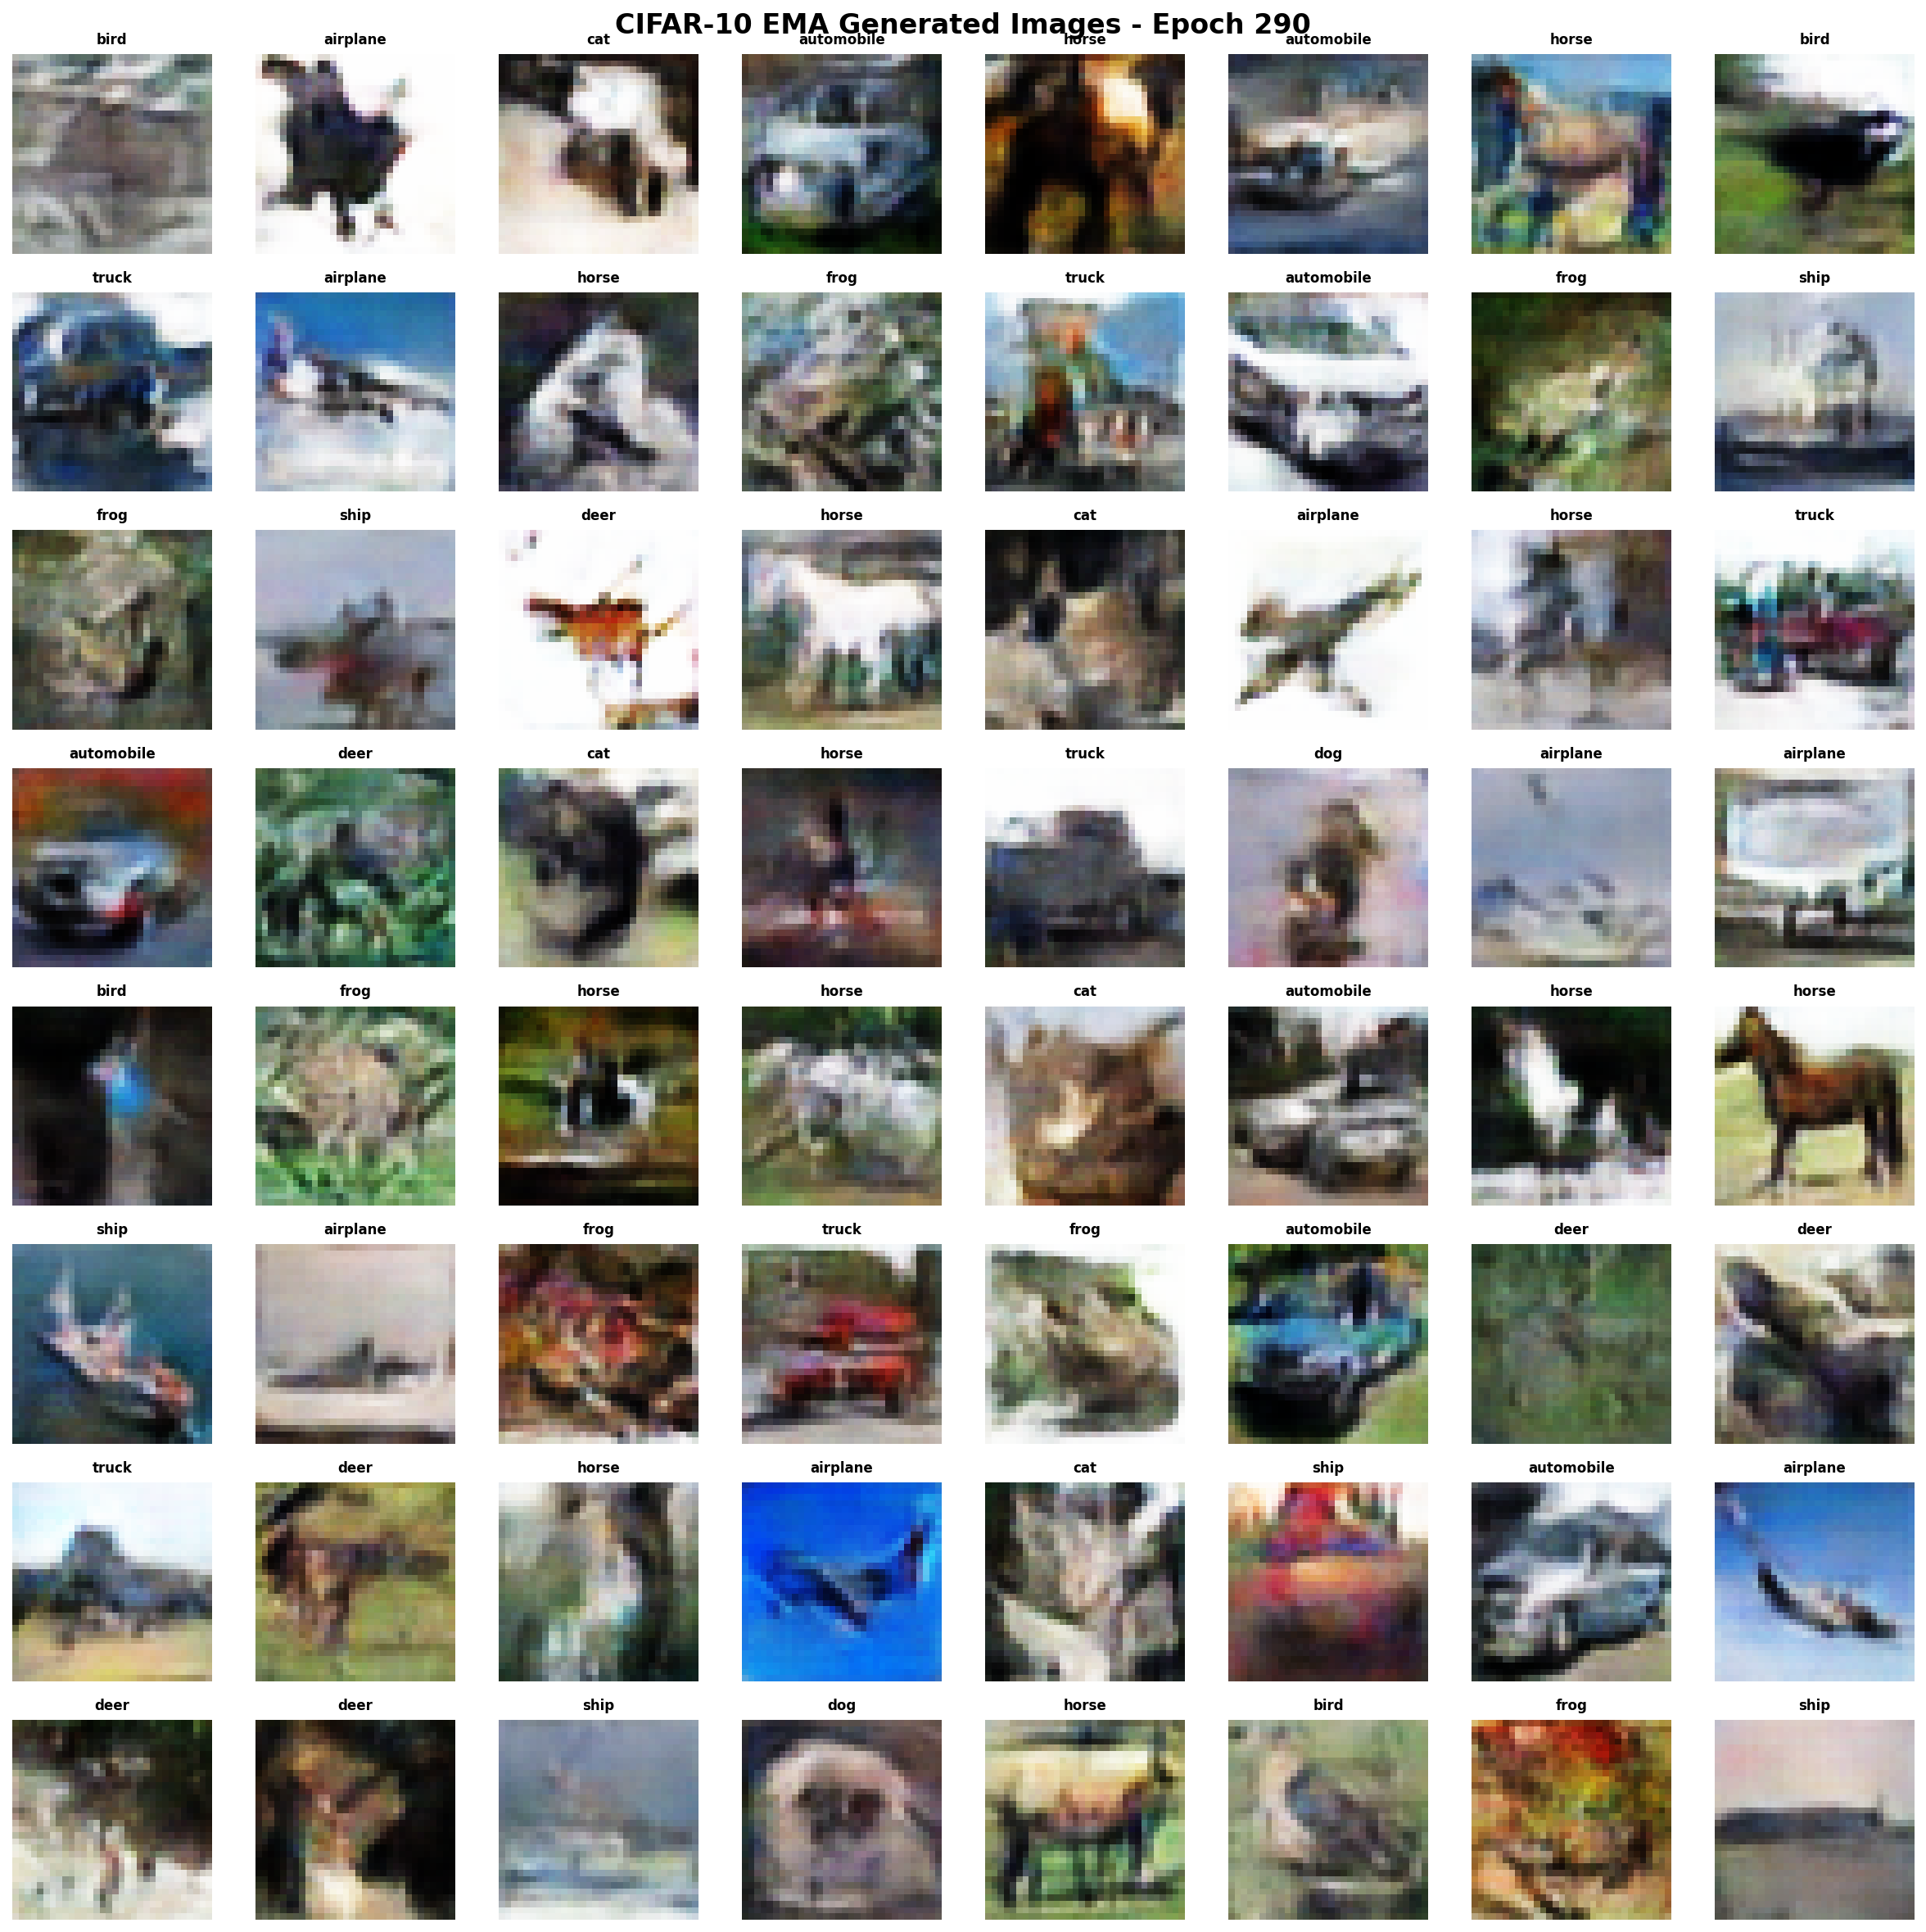 CIFAR-10 EMA Generated Images - Epoch 290
bird airplane cat automobile horse automobile horse bird
truck airplane horse frog truck automobile frog ship
frog ship deer horse cat airplane horse truck
automobile deer cat horse truck dog airplane airplane
bird frog horse horse cat automobile horse horse
ship airplane frog truck frog automobile deer deer
truck deer horse airplane cat ship automobile airplane
deer deer ship dog horse bird frog ship